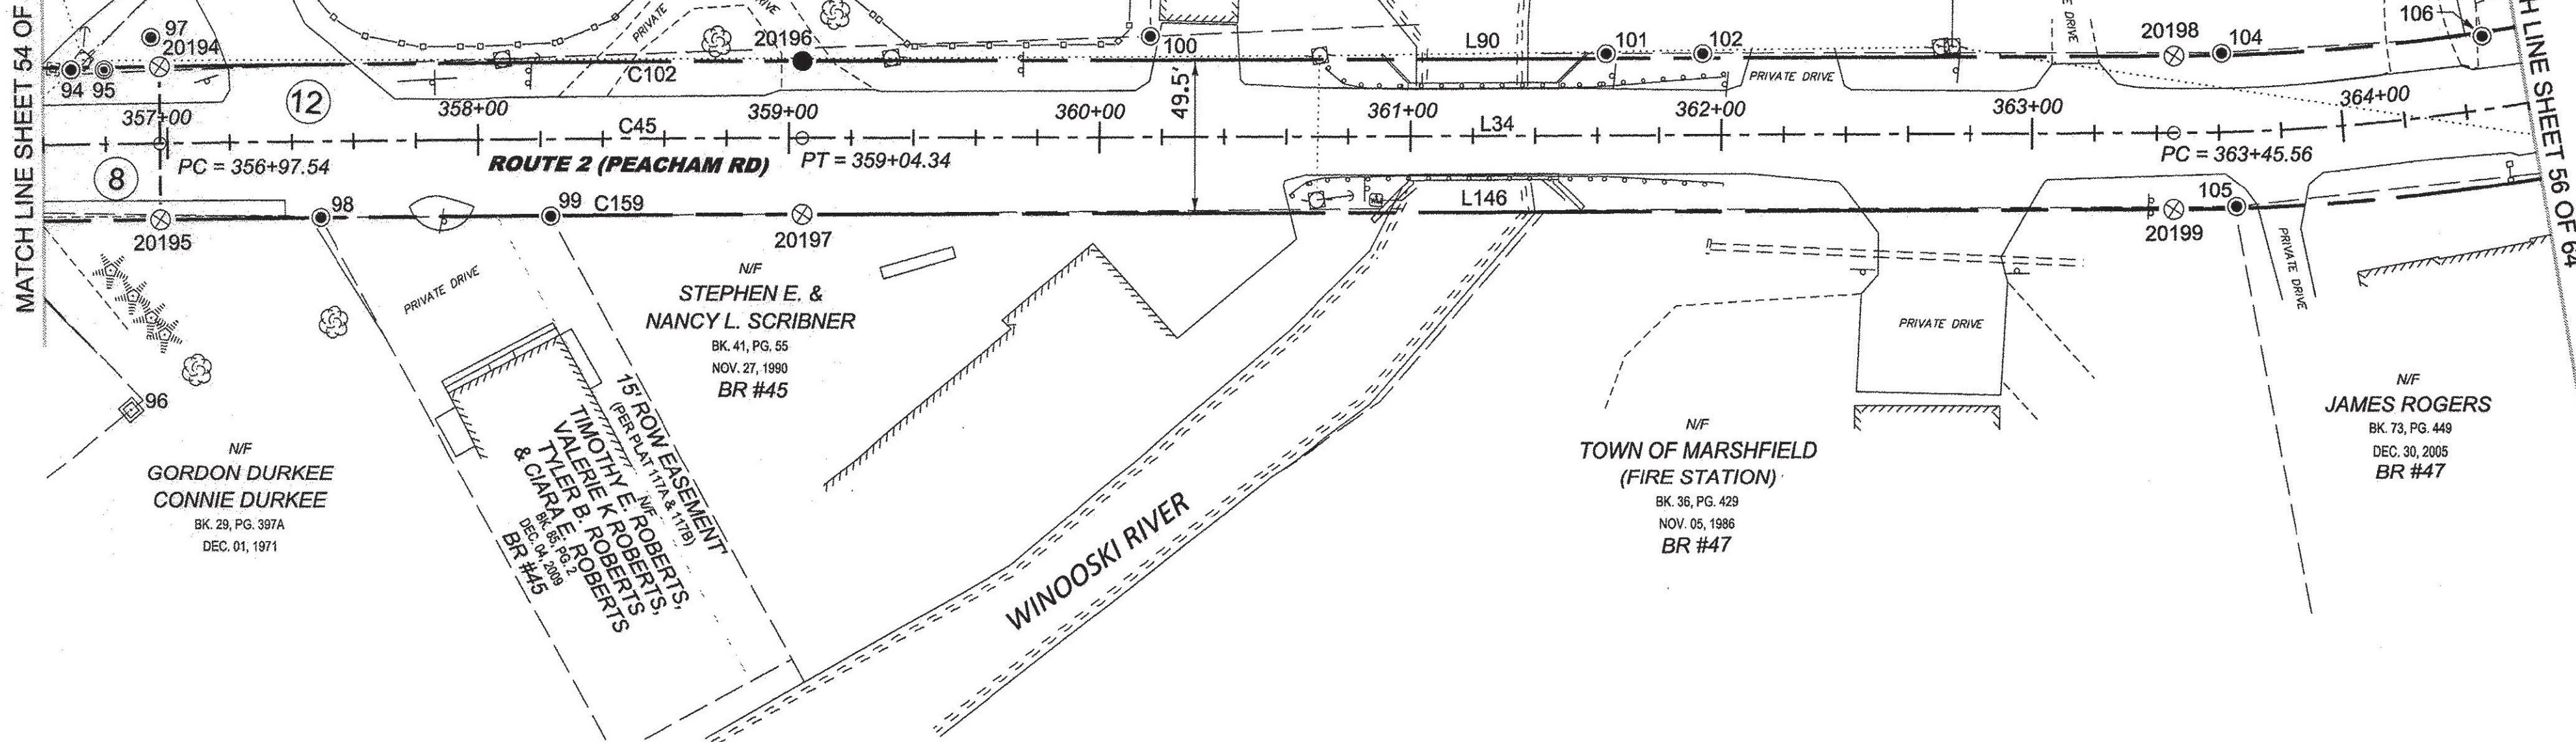 MATCH LINE SHEET 54 OF
97
20194
94
95
12
357+00
PC = 356+97.54
8
20195
98
96
PRIVATE
C102
358+00
C45
ROUTE 2 (PEACHAM RD)
99
C159
20196
359+00
PT = 359+04.34
20197
100
360+00
49.5'
361+00
L90
L34
L146
101
102
362+00
PRIVATE DRIVE
363+00
20198
104
PC = 363+45.56
105
20199
106
364+00
H LINE SHEET 56 OF 64
PRIVATE DRIVE
PRIVATE DRIVE
PRIVATE DRIVE
N/F
GORDON DURKEE
CONNIE DURKEE
BK. 29, PG. 397A
DEC. 01, 1971
N/F
STEPHEN E. &
NANCY L. SCRIBNER
BK. 41, PG. 55
NOV. 27, 1990
BR #45
15' ROW EASEMENT
(PER PLAT 117A & 117B)
N/F
TIMOTHY E. ROBERTS,
VALERIE K ROBERTS,
TYLER B. ROBERTS
& CIARA E. ROBERTS
BK. 85, PG. 2
DEC. 04, 2009
BR #45
WINOOSKI RIVER
N/F
TOWN OF MARSHFIELD
(FIRE STATION)
BK. 36, PG. 429
NOV. 05, 1986
BR #47
N/F
JAMES ROGERS
BK. 73, PG. 449
DEC. 30, 2005
BR #47